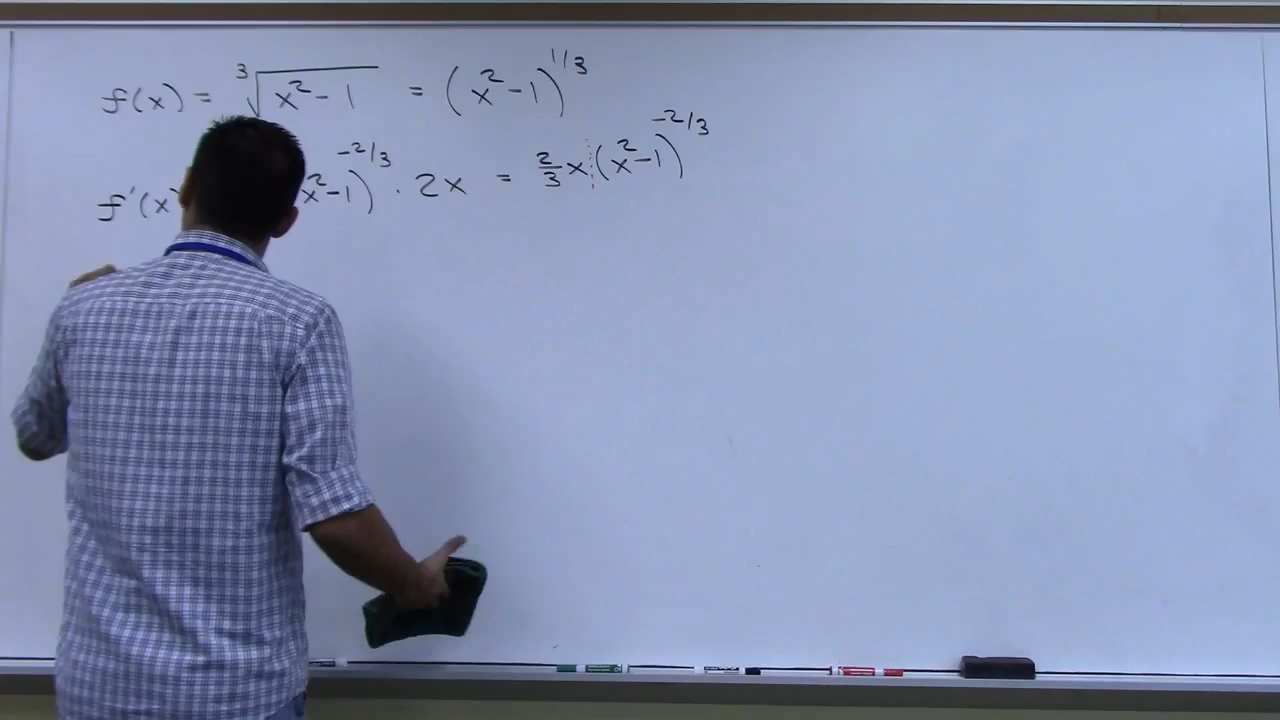 f(x) = ∛(x² - 1) = (x² - 1)^1/3
f'(x) x² - 1)^-2/3 · 2x = 2/3 x (x² - 1)^-2/3